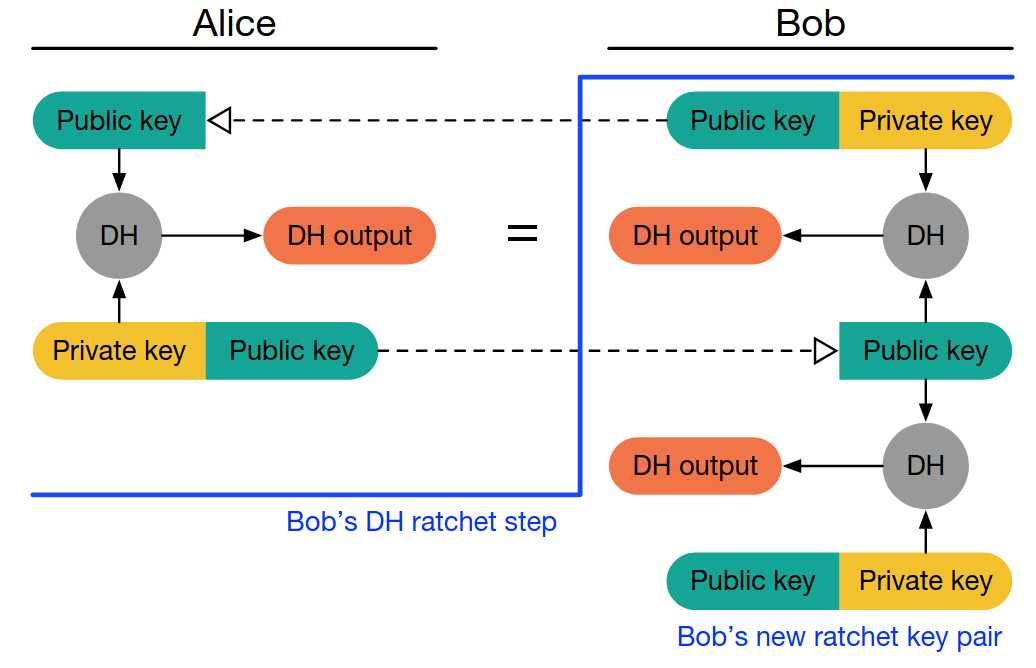 Alice
Bob
Public key
Public key
Private key
DH
DH output
=
DH output
DH
Private key
Public key
Public key
DH output
DH
Bob's DH ratchet step
Public key
Private key
Bob's new ratchet key pair